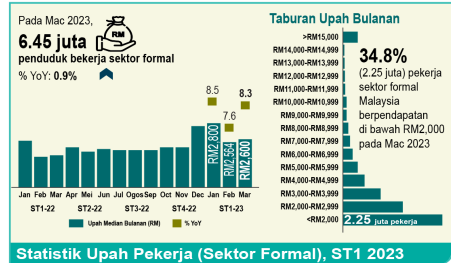 Pada Mac 2023,
6.45 juta
penduduk bekerja sektor formal
% YoY: 0.9%
RM
8.5
7.6
8.3
RM2,800
RM2,564
RM2,600
Jan Feb Mac Apr Mei Jun Jul Ogos Sep Oct Nov Dec Jan Feb Mar
ST1-22 ST2-22 ST3-22 ST4-22 ST1-23
Upah Median Bulanan (RM) % YoY
Taburan Upah Bulanan
>RM15,000
RM14,000-RM14,999
RM13,000-RM13,999
RM12,000-RM12,999
RM11,000-RM11,999
RM10,000-RM10,999
RM9,000-RM9,999
RM8,000-RM8,999
RM7,000-RM7,999
RM6,000-RM6,999
RM5,000-RM5,999
RM4,000-RM4,999
RM3,000-RM3,999
RM2,000-RM2,999
<RM2,000
2.25 juta pekerja
34.8%
(2.25 juta) pekerja
sektor formal
Malaysia
berpendapatan
di bawah RM2,000
pada Mac 2023
Statistik Upah Pekerja (Sektor Formal), ST1 2023